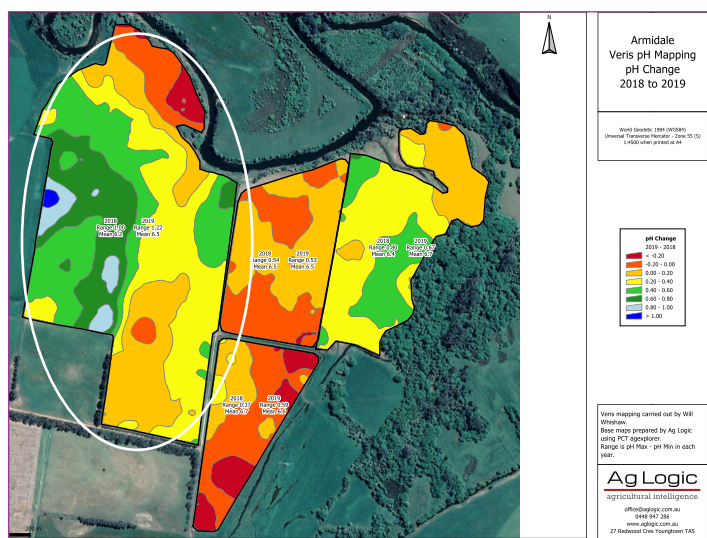 N
Armidale
Veris pH Mapping
pH Change
2018 to 2019
World Geodetic 1984 (WGS84)
Universal Transverse Mercator - Zone 55 (S)
1:4500 when printed at A4
2018
Range 1.00
Mean 6.2
2019
Range 1.22
Mean 6.5
2018
Range 0.54
Mean 6.5
2019
Range 0.53
Mean 6.5
2018
Range 0.80
Mean 6.4
2019
Range 0.67
Mean 6.7
2018
Range 0.37
Mean 6.7
2019
Range 0.59
Mean
pH Change
2019 - 2018
< -0.20
-0.20 - 0.00
0.00 - 0.20
0.20 - 0.40
0.40 - 0.60
0.60 - 0.80
0.80 - 1.00
> 1.00
Veris mapping carried out by Will
Whishaw.
Base maps prepared by Ag Logic
using PCT agexplorer.
Range is pH Max - pH Min in each
year.
Ag Logic
agricultural intelligence
office@aglogic.com.au
0448 947 286
www.aglogic.com.au
27 Redwood Cres Youngtown TAS
250 m